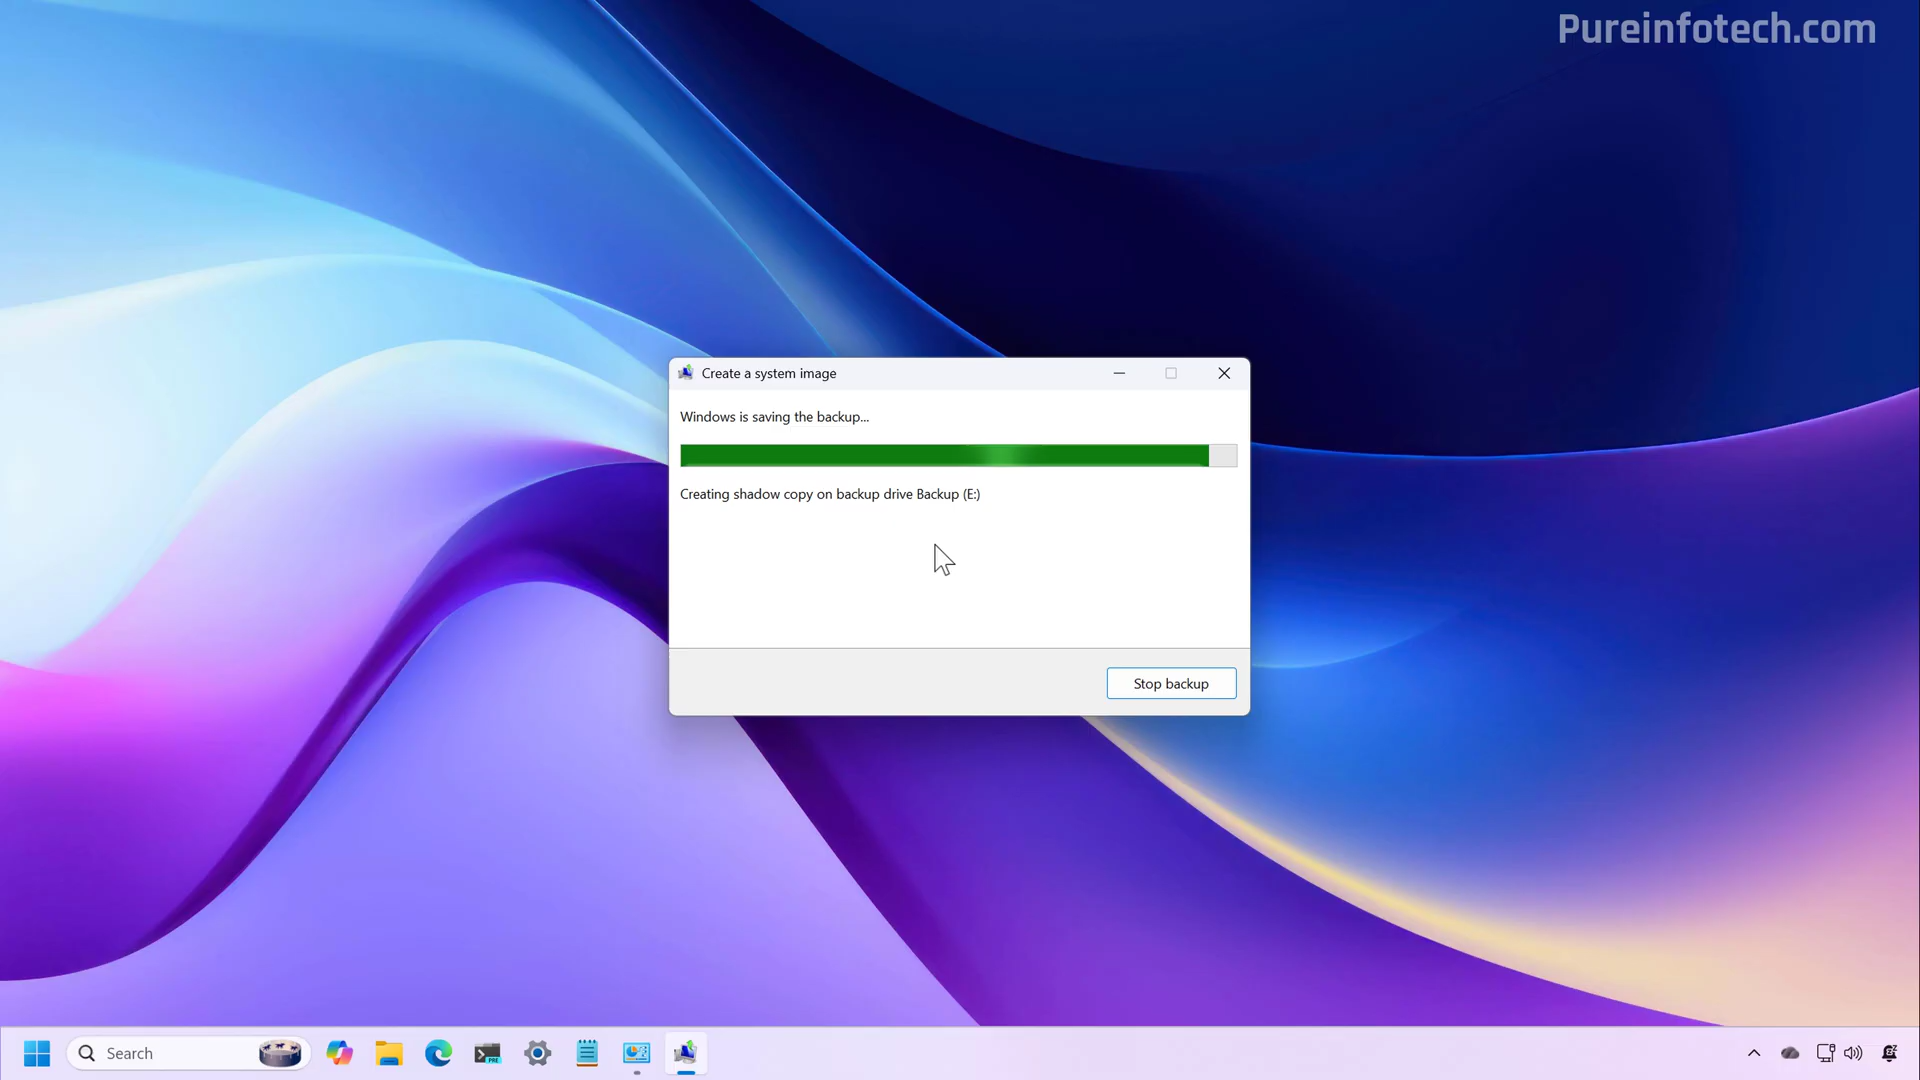 Pureinfotech.com
Create a system image
Windows is saving the backup...
Creating shadow copy on backup drive Backup (E:)
Stop backup
Search
PRE